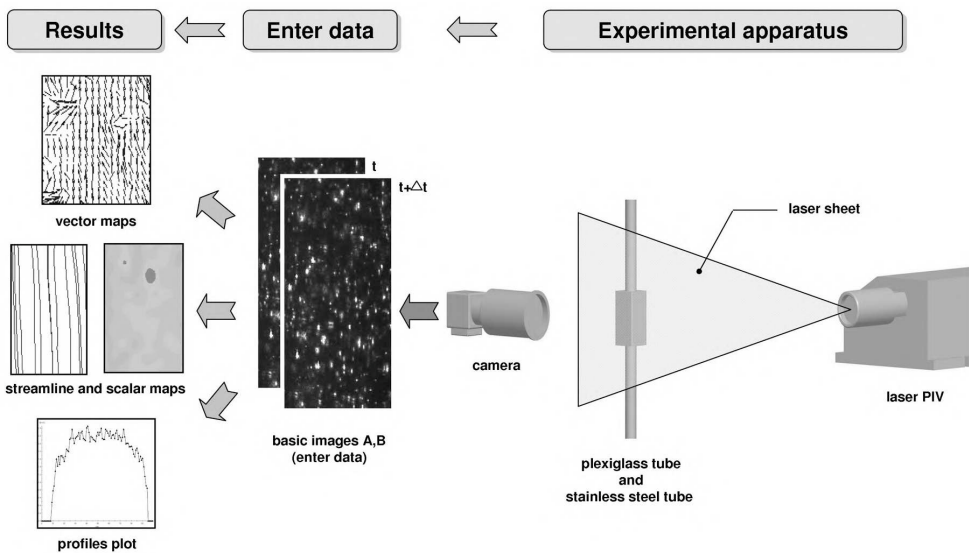 Results
Enter data
Experimental apparatus
t
t+Δt
laser sheet
vector maps
camera
streamline and scalar maps
laser PIV
basic images A,B
(enter data)
plexiglass tube
and
stainless steel tube
profiles plot